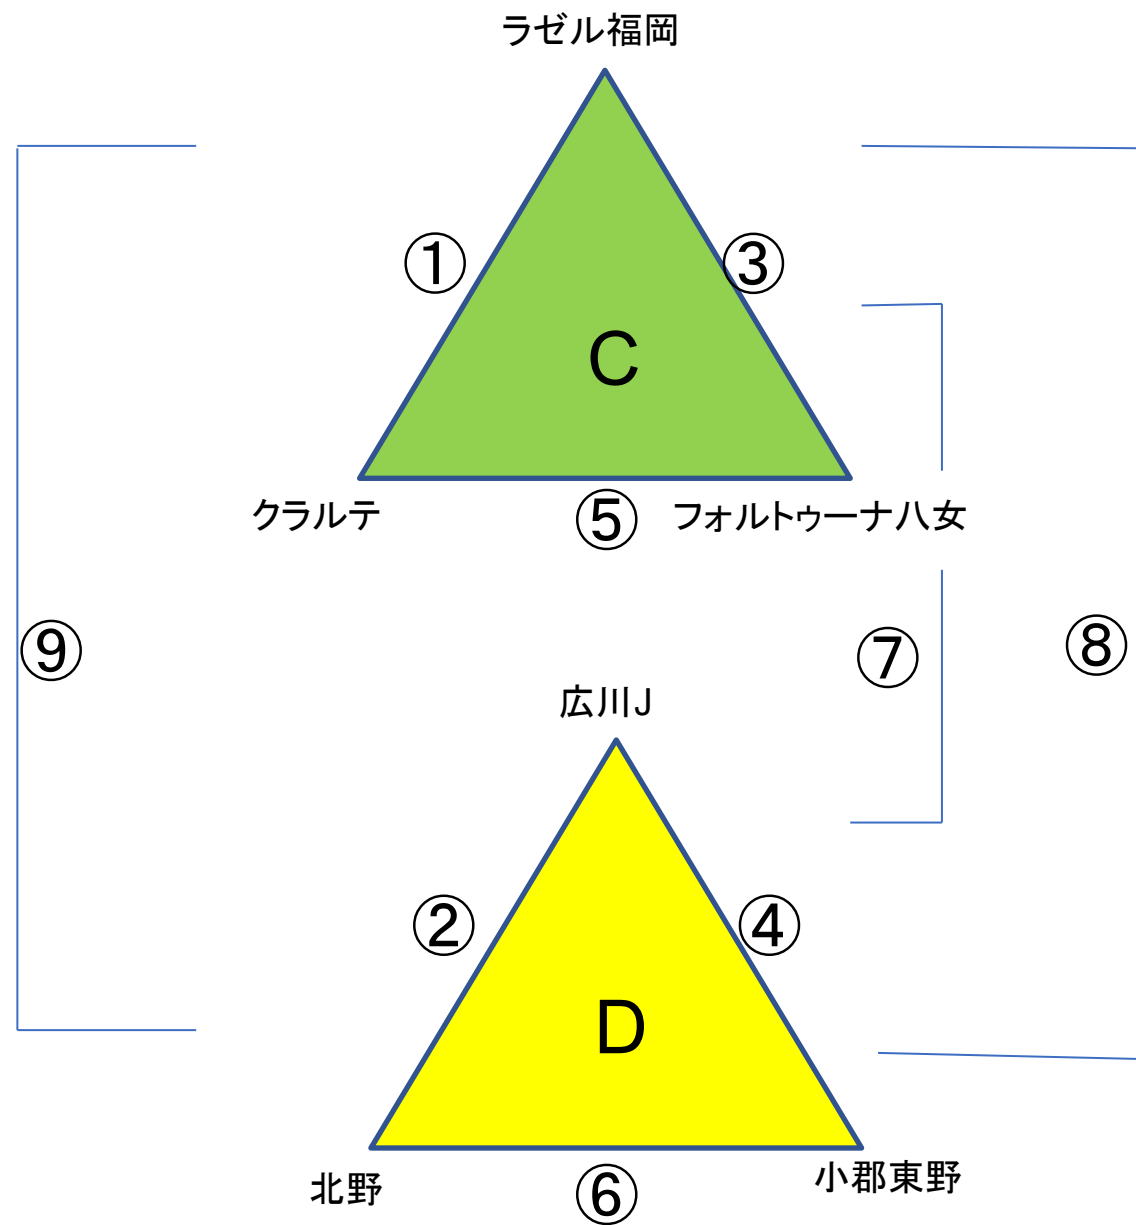 ラゼル福岡
① ③
C
クラルテ ⑤ フォルトゥーナ八女
⑨ ⑦ ⑧
広川J
② ④
D
北野 ⑥ 小郡東野